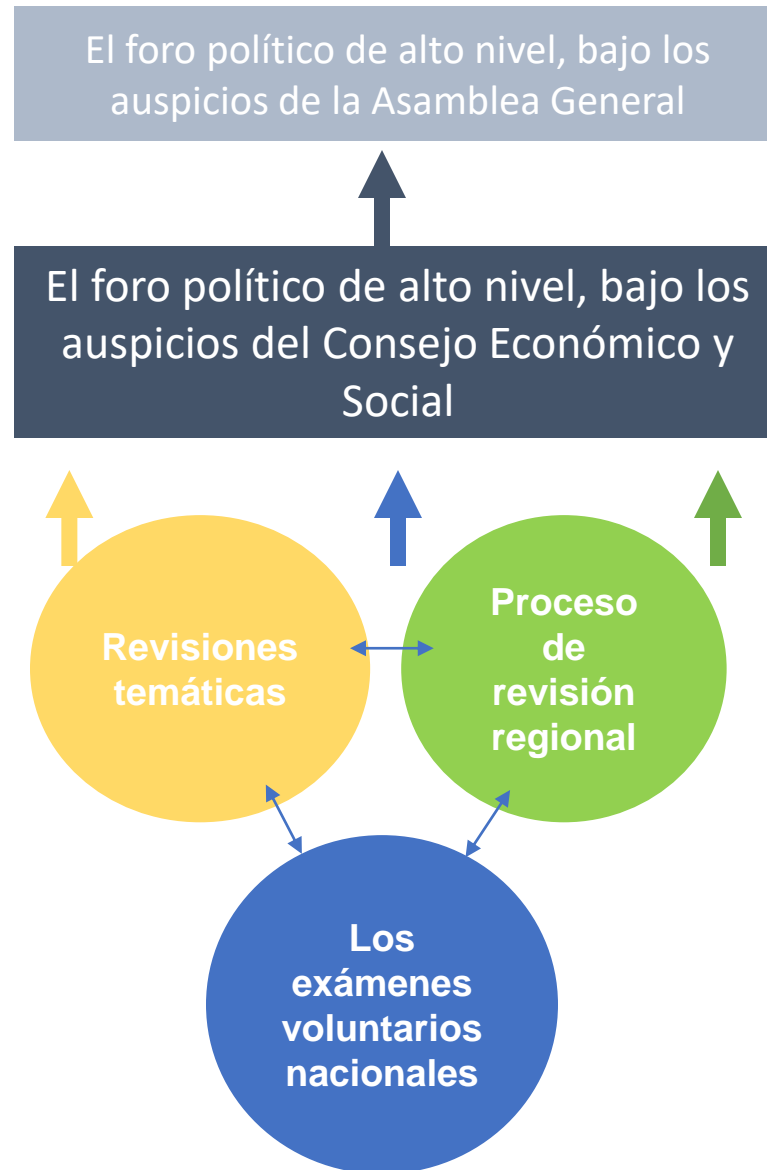 El foro político de alto nivel, bajo los
auspicios de la Asamblea General
El foro político de alto nivel, bajo los
auspicios del Consejo Económico y
Social
Revisiones
temáticas
Proceso
de
revisión
regional
Los
exámenes
voluntarios
nacionales